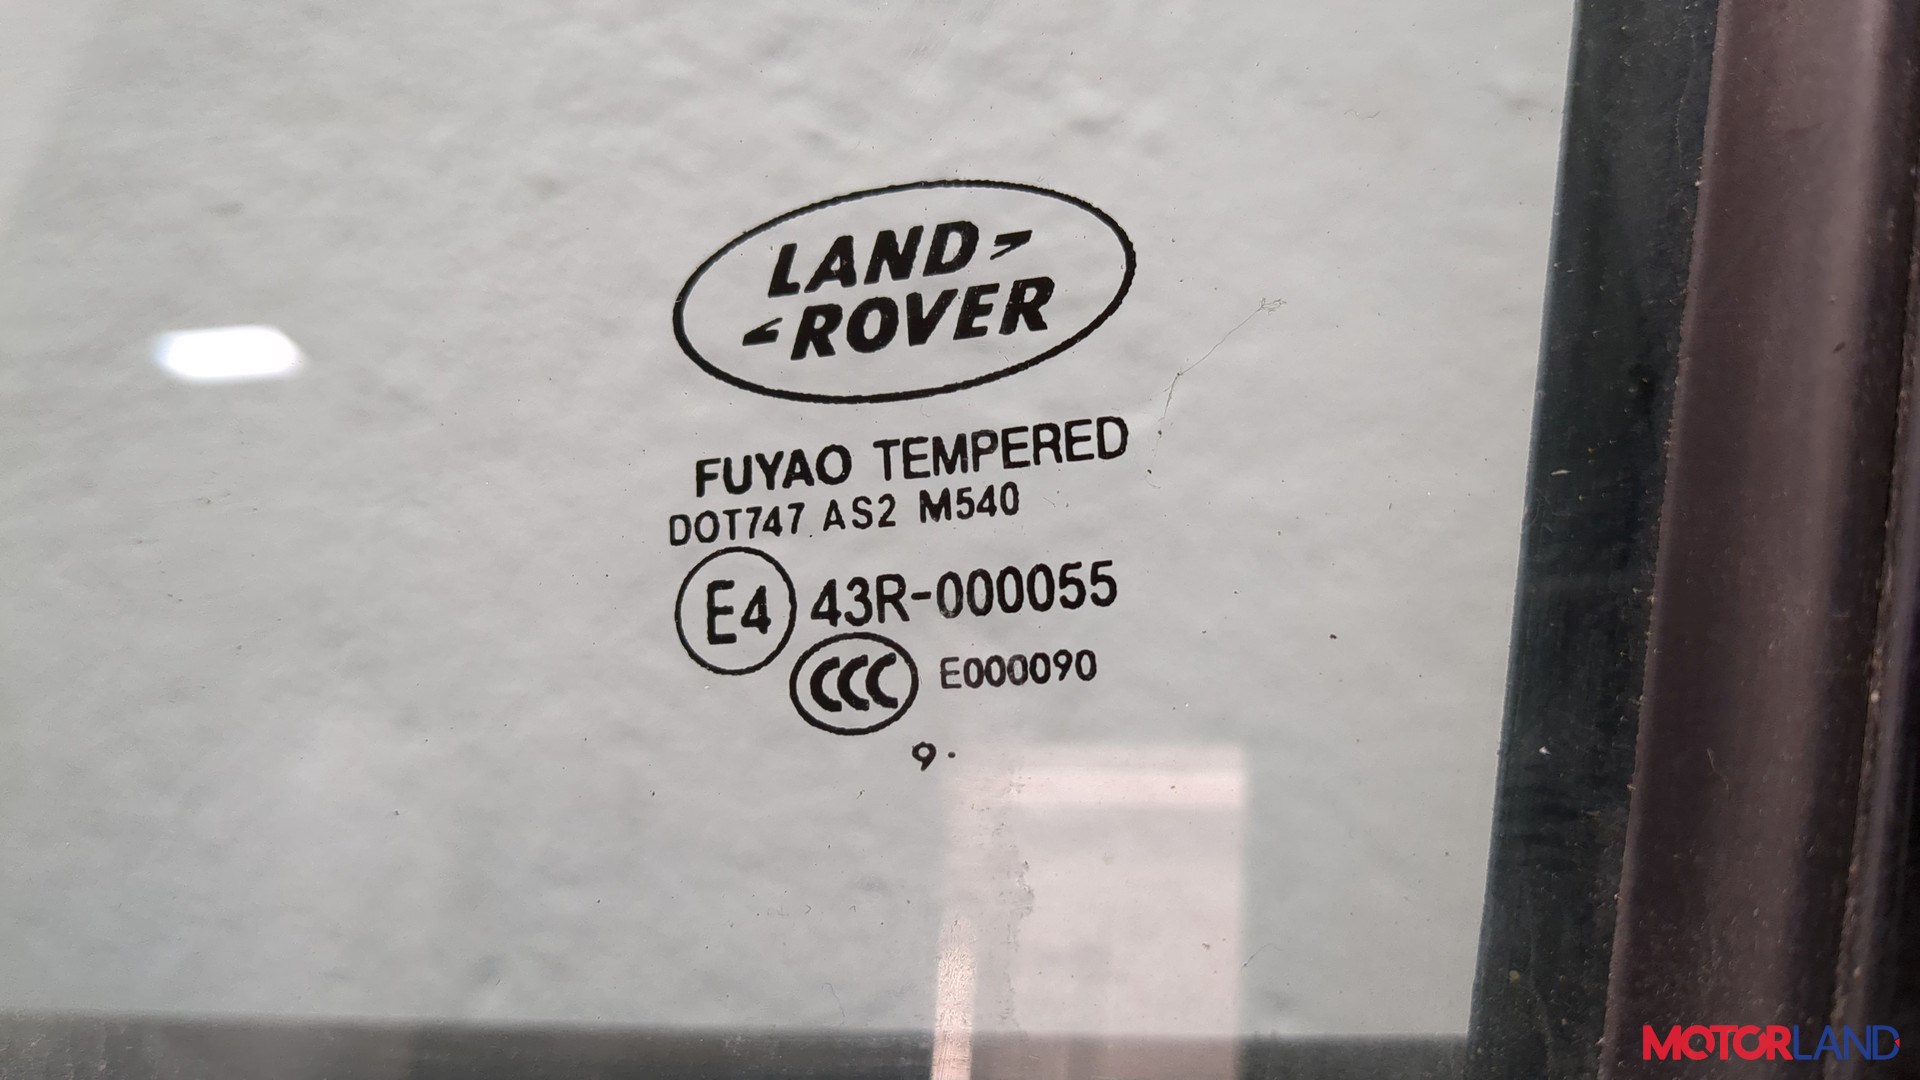 LAND
ROVER
FUYAO TEMPERED
DOT747 AS2 M540
E4 43R-000055
CCC E000090
9.
MOTORLAND